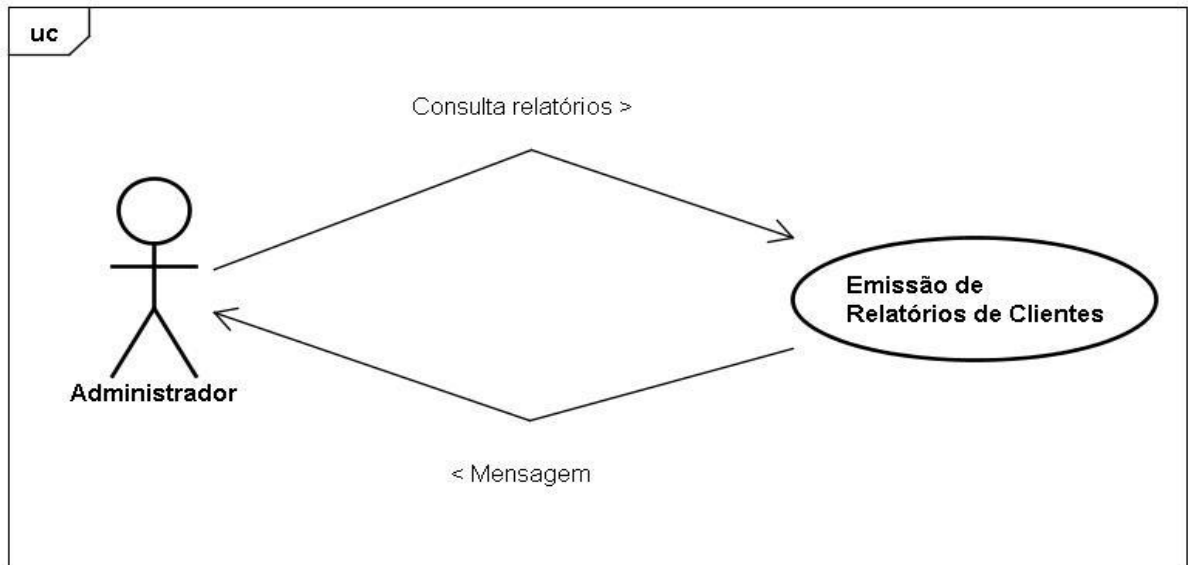 uc
Consulta relatórios >
Emissão de
Relatórios de Clientes
Administrador
< Mensagem